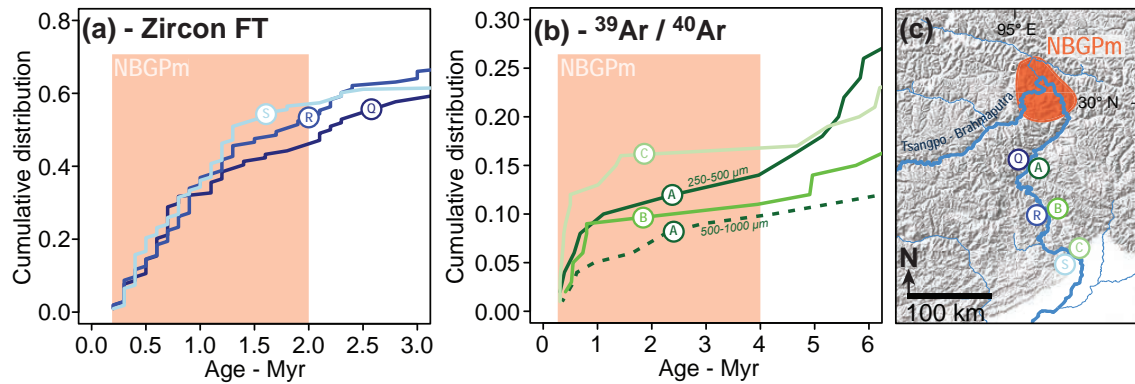 (a) - Zircon FT
NBGPm
S
R
Q
Cumulative distribution
0.8
0.6
0.4
0.2
0.0
0.0 0.5 1.0 1.5 2.0 2.5 3.0
Age - Myr
(b) - ³⁹Ar / ⁴⁰Ar
NBGPm
C
250-500 µm
A
B
A
500-1000 µm
Cumulative distribution
0.30
0.25
0.20
0.15
0.10
0.05
0.00
0 1 2 3 4 5 6
Age - Myr
(c)
95° E
NBGPm
30° N
Tsangpo - Brahmaputra
Q
A
R
B
C
S
N
100 km